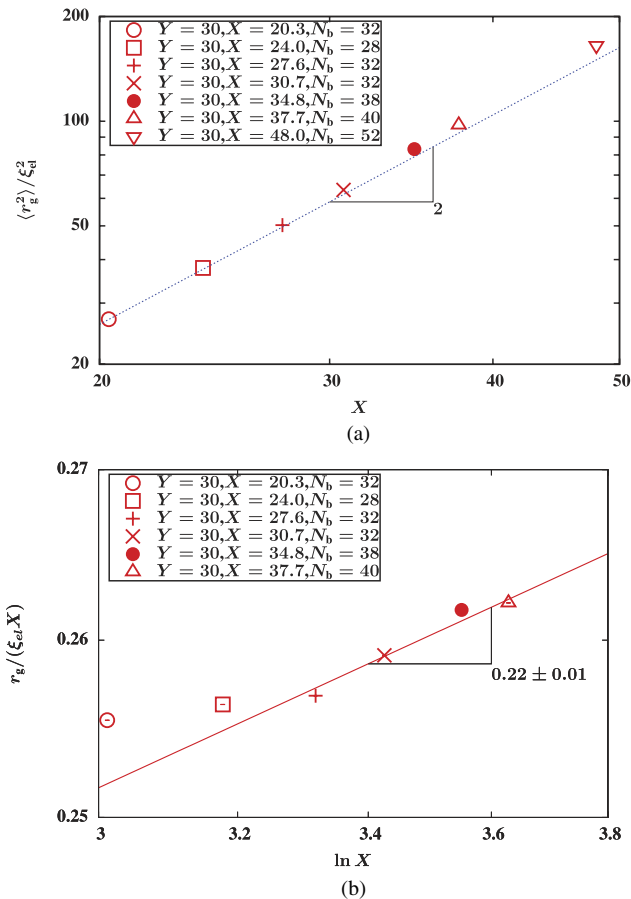 200
Y = 30,X = 20.3,N_b = 32
Y = 30,X = 24.0,N_b = 28
Y = 30,X = 27.6,N_b = 32
Y = 30,X = 30.7,N_b = 32
Y = 30,X = 34.8,N_b = 38
Y = 30,X = 37.7,N_b = 40
Y = 30,X = 48.0,N_b = 52
100
⟨r_g^2⟩/ξ_el^2
50
2
20
20 30 40 50
X
(a)
0.27
Y = 30,X = 20.3,N_b = 32
Y = 30,X = 24.0,N_b = 28
Y = 30,X = 27.6,N_b = 32
Y = 30,X = 30.7,N_b = 32
Y = 30,X = 34.8,N_b = 38
Y = 30,X = 37.7,N_b = 40
0.26
r_g/(ξ_el X)
0.22 ± 0.01
0.25
3 3.2 3.4 3.6 3.8
ln X
(b)